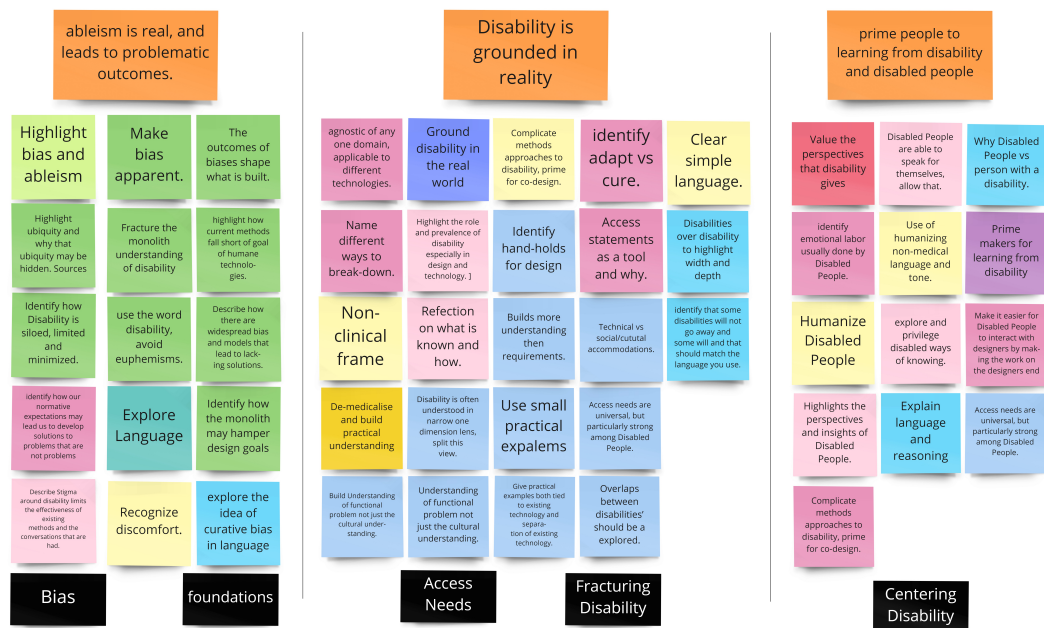 ableism is real, and
leads to problematic
outcomes.
Highlight
bias and
ableism
Make
bias
apparent.
The
outcomes of
biases shape
what is built.
Highlight
ubiquity and
why that
ubiquity may be
hidden. Sources
Fracture the
monolith
understanding
of disability
highlight how
current methods
fall short of goal
of humane
technolo-
gies.
Identify how
Disability is
siloed, limited
and
minimized.
use the word
disability,
avoid
euphemisms.
Describe how
there are
widespread bias
and models that
lead to lack-
ing solutions.
identify how our
normative
expectations may
lead us to develop
solutions to
problems that are
not problems
Explore
Language
Identify how
the monolith
may hamper
design goals
Describe Stigma
around disability limits
the effectiveness of
existing
methods and the
conversations that are
had.
Recognize
discomfort.
explore the
idea of
curative bias
in language
Bias
foundations
Disability is
grounded in
reality
agnostic of any
one domain,
applicable to
different
technologies.
Ground
disability in
the real
world
Complicate
methods
approaches to
disability, prime
for co-design.
identify
adapt vs
cure.
Clear
simple
language.
Name
different
ways to
break-down.
Highlight the role
and prevalence of
disability
especially in
design and
technology. ]
Identify
hand-holds
for design
Access
statements
as a tool
and why.
Disabilities
over disability
to highlight
width and
depth
Non-
clinical
frame
Refection
on what is
known and
how.
Builds more
understanding
then
requirements.
Technical vs
social/cututal
accommodations.
identify that some
disabilities will not
go away and
some will and that
should match the
language you use.
De-medicalise
and build
practical
understanding
Disability is often
understood in
narrow one
dimension lens,
split this
view.
Use small
practical
expalems
Access needs are
universal, but
particularly strong
among Disabled
People.
Build Understanding
of functional problem
not just the
cultural under-
standing.
Understanding
of functional
problem not
just the cultural
understanding.
Give practical
examples both tied
to existing
technology and
separa-
tion of existing
technology.
Overlaps
between
disabilities'
should be a
explored.
Access
Needs
Fracturing
Disability
prime people to
learning from disability
and disabled people
Value the
perspectives
that disability
gives
Disabled People
are able to
speak for
themselves,
allow that.
Why Disabled
People vs
person with a
disability.
identify
emotional labor
usually done by
Disabled
People.
Use of
humanizing
non-medical
language and
tone.
Prime
makers for
learning from
disability
Humanize
Disabled
People
explore and
privilege
disabled ways
of knowing.
Make it easier for
Disabled People
to interact with
designers by mak-
ing the work on
the designers end
Highlights the
perspectives
and insights of
Disabled
People.
Explain
language
and
reasoning
Access needs are
universal, but
particularly strong
among Disabled
People.
Complicate
methods
approaches to
disability, prime
for co-design.
Centering
Disability